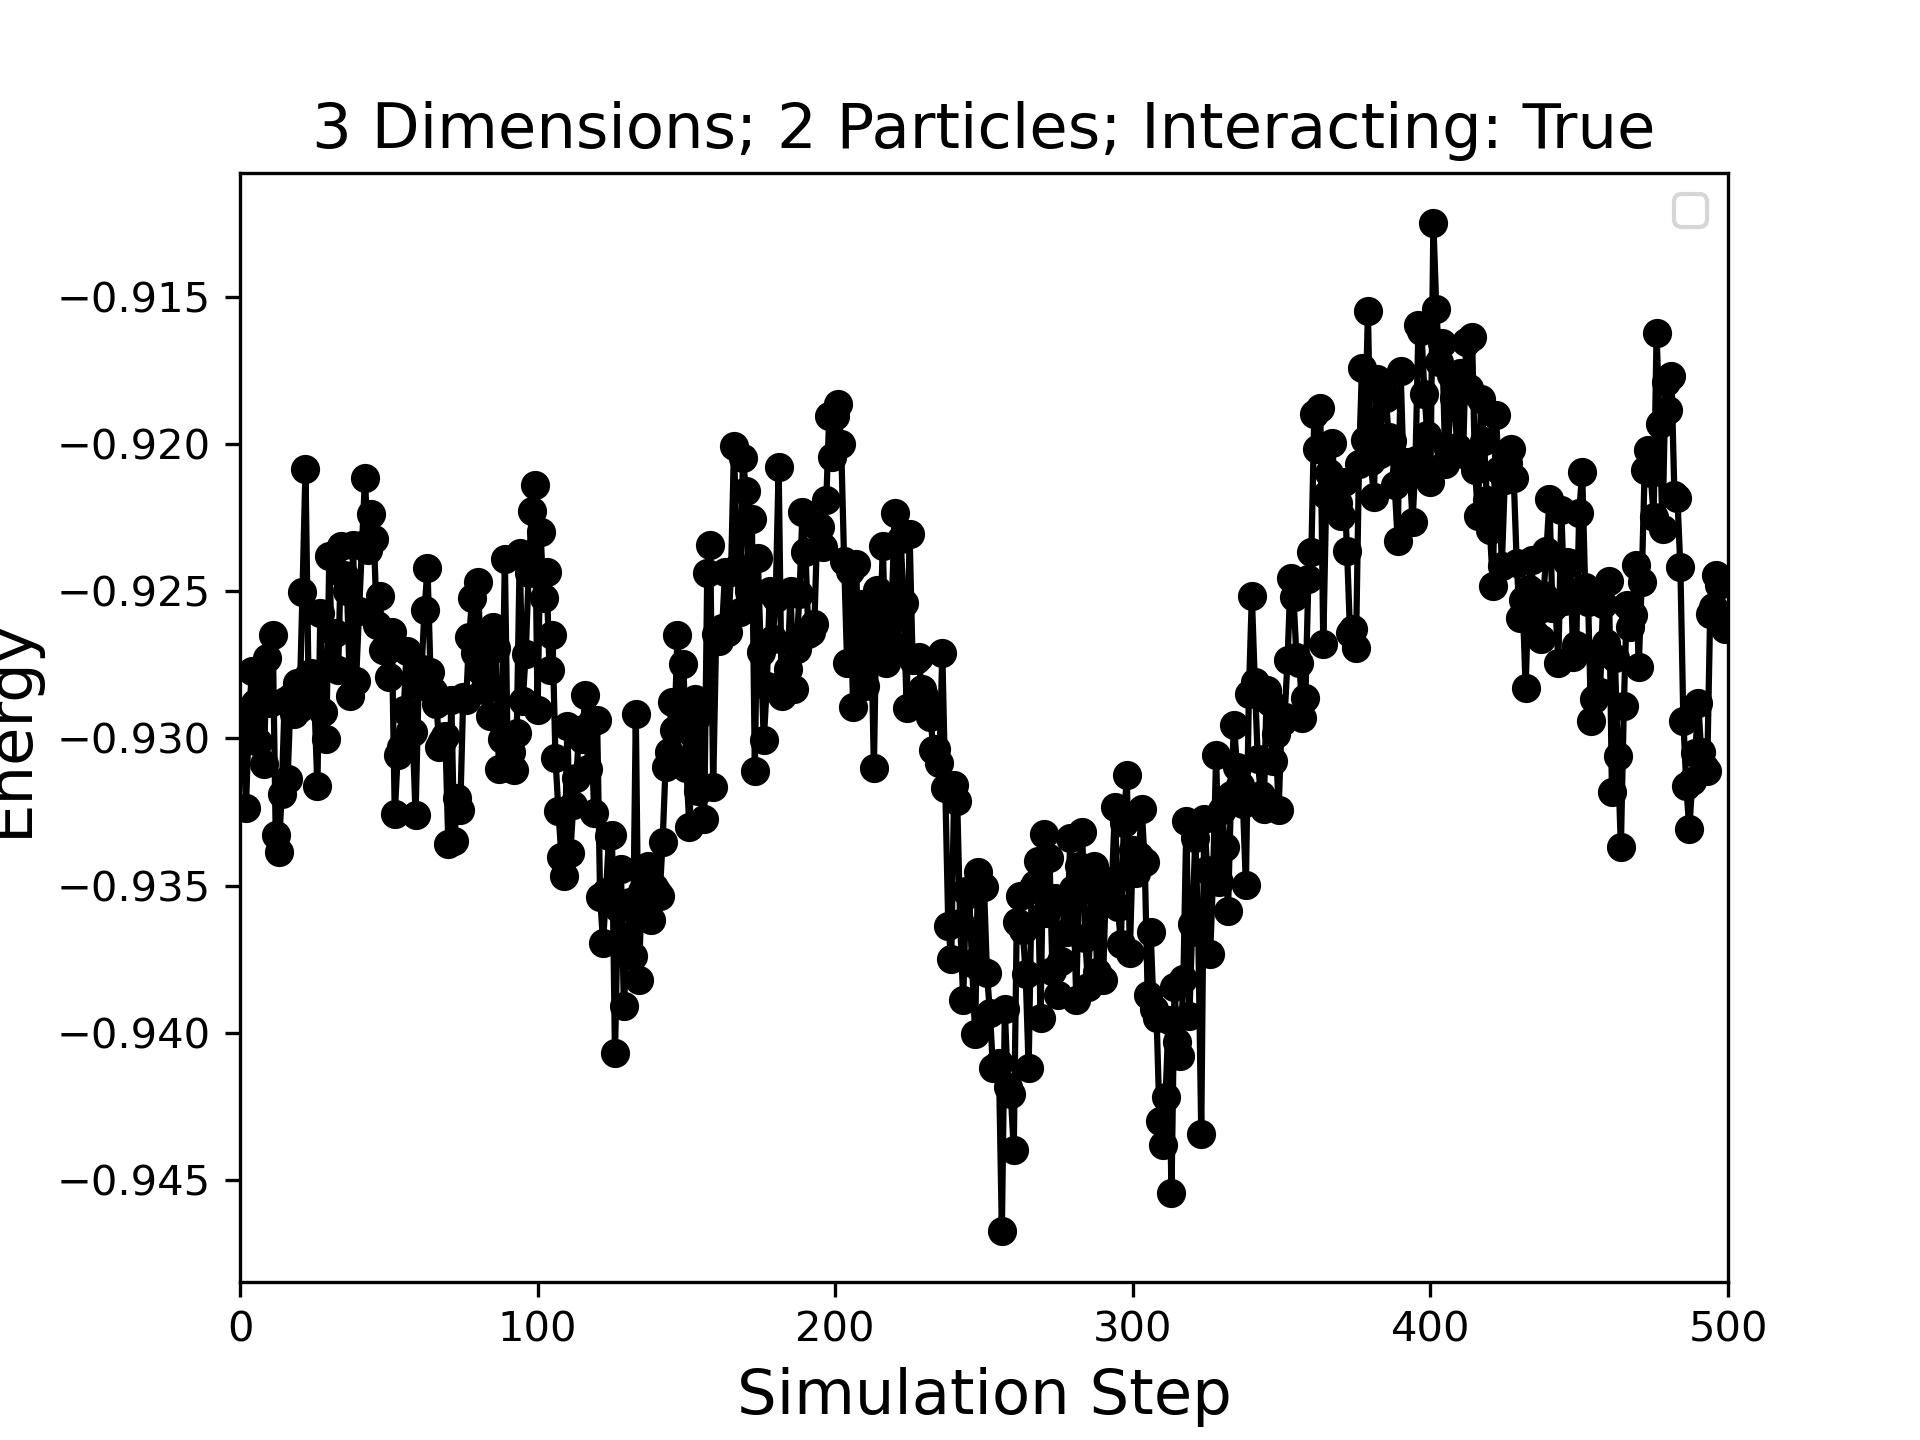 3 Dimensions; 2 Particles; Interacting: True
−0.915
−0.920
−0.925
−0.930
−0.935
−0.940
−0.945
Energy
0 100 200 300 400 500
Simulation Step